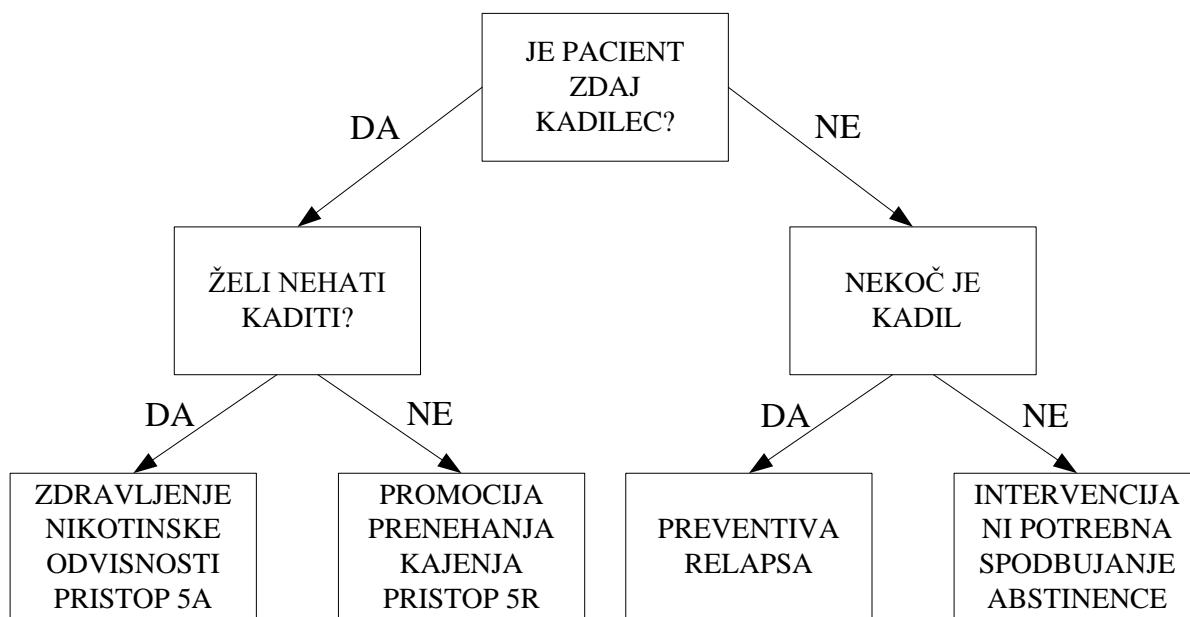 JE PACIENT
ZDAJ
KADILEC?
DA
NE
ŽELI NEHATI
KADITI?
NEKOČ JE
KADIL
DA
NE
DA
NE
ZDRAVLJENJE
NIKOTINSKE
ODVISNOSTI
PRISTOP 5A
PROMOCIJA
PRENEHANJA
KAJENJA
PRISTOP 5R
PREVENTIVA
RELAPSA
INTERVENCIJA
NI POTREBNA
SPODBUJANJE
ABSTINENCE